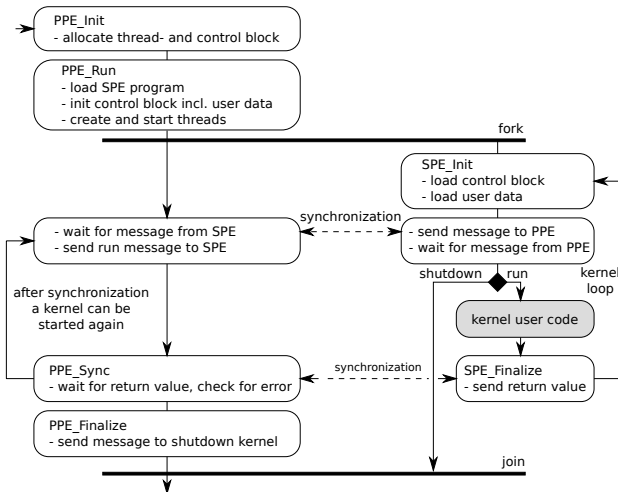 PPE_Init
- allocate thread- and control block
PPE_Run
- load SPE program
- init control block incl. user data
- create and start threads
fork
SPE_Init
- load control block
- load user data
- wait for message from SPE
- send run message to SPE
synchronization
- send message to PPE
- wait for message from PPE
shutdown
run
kernel
loop
after synchronization
a kernel can be
started again
kernel user code
PPE_Sync
- wait for return value, check for error
synchronization
SPE_Finalize
- send return value
PPE_Finalize
- send message to shutdown kernel
join